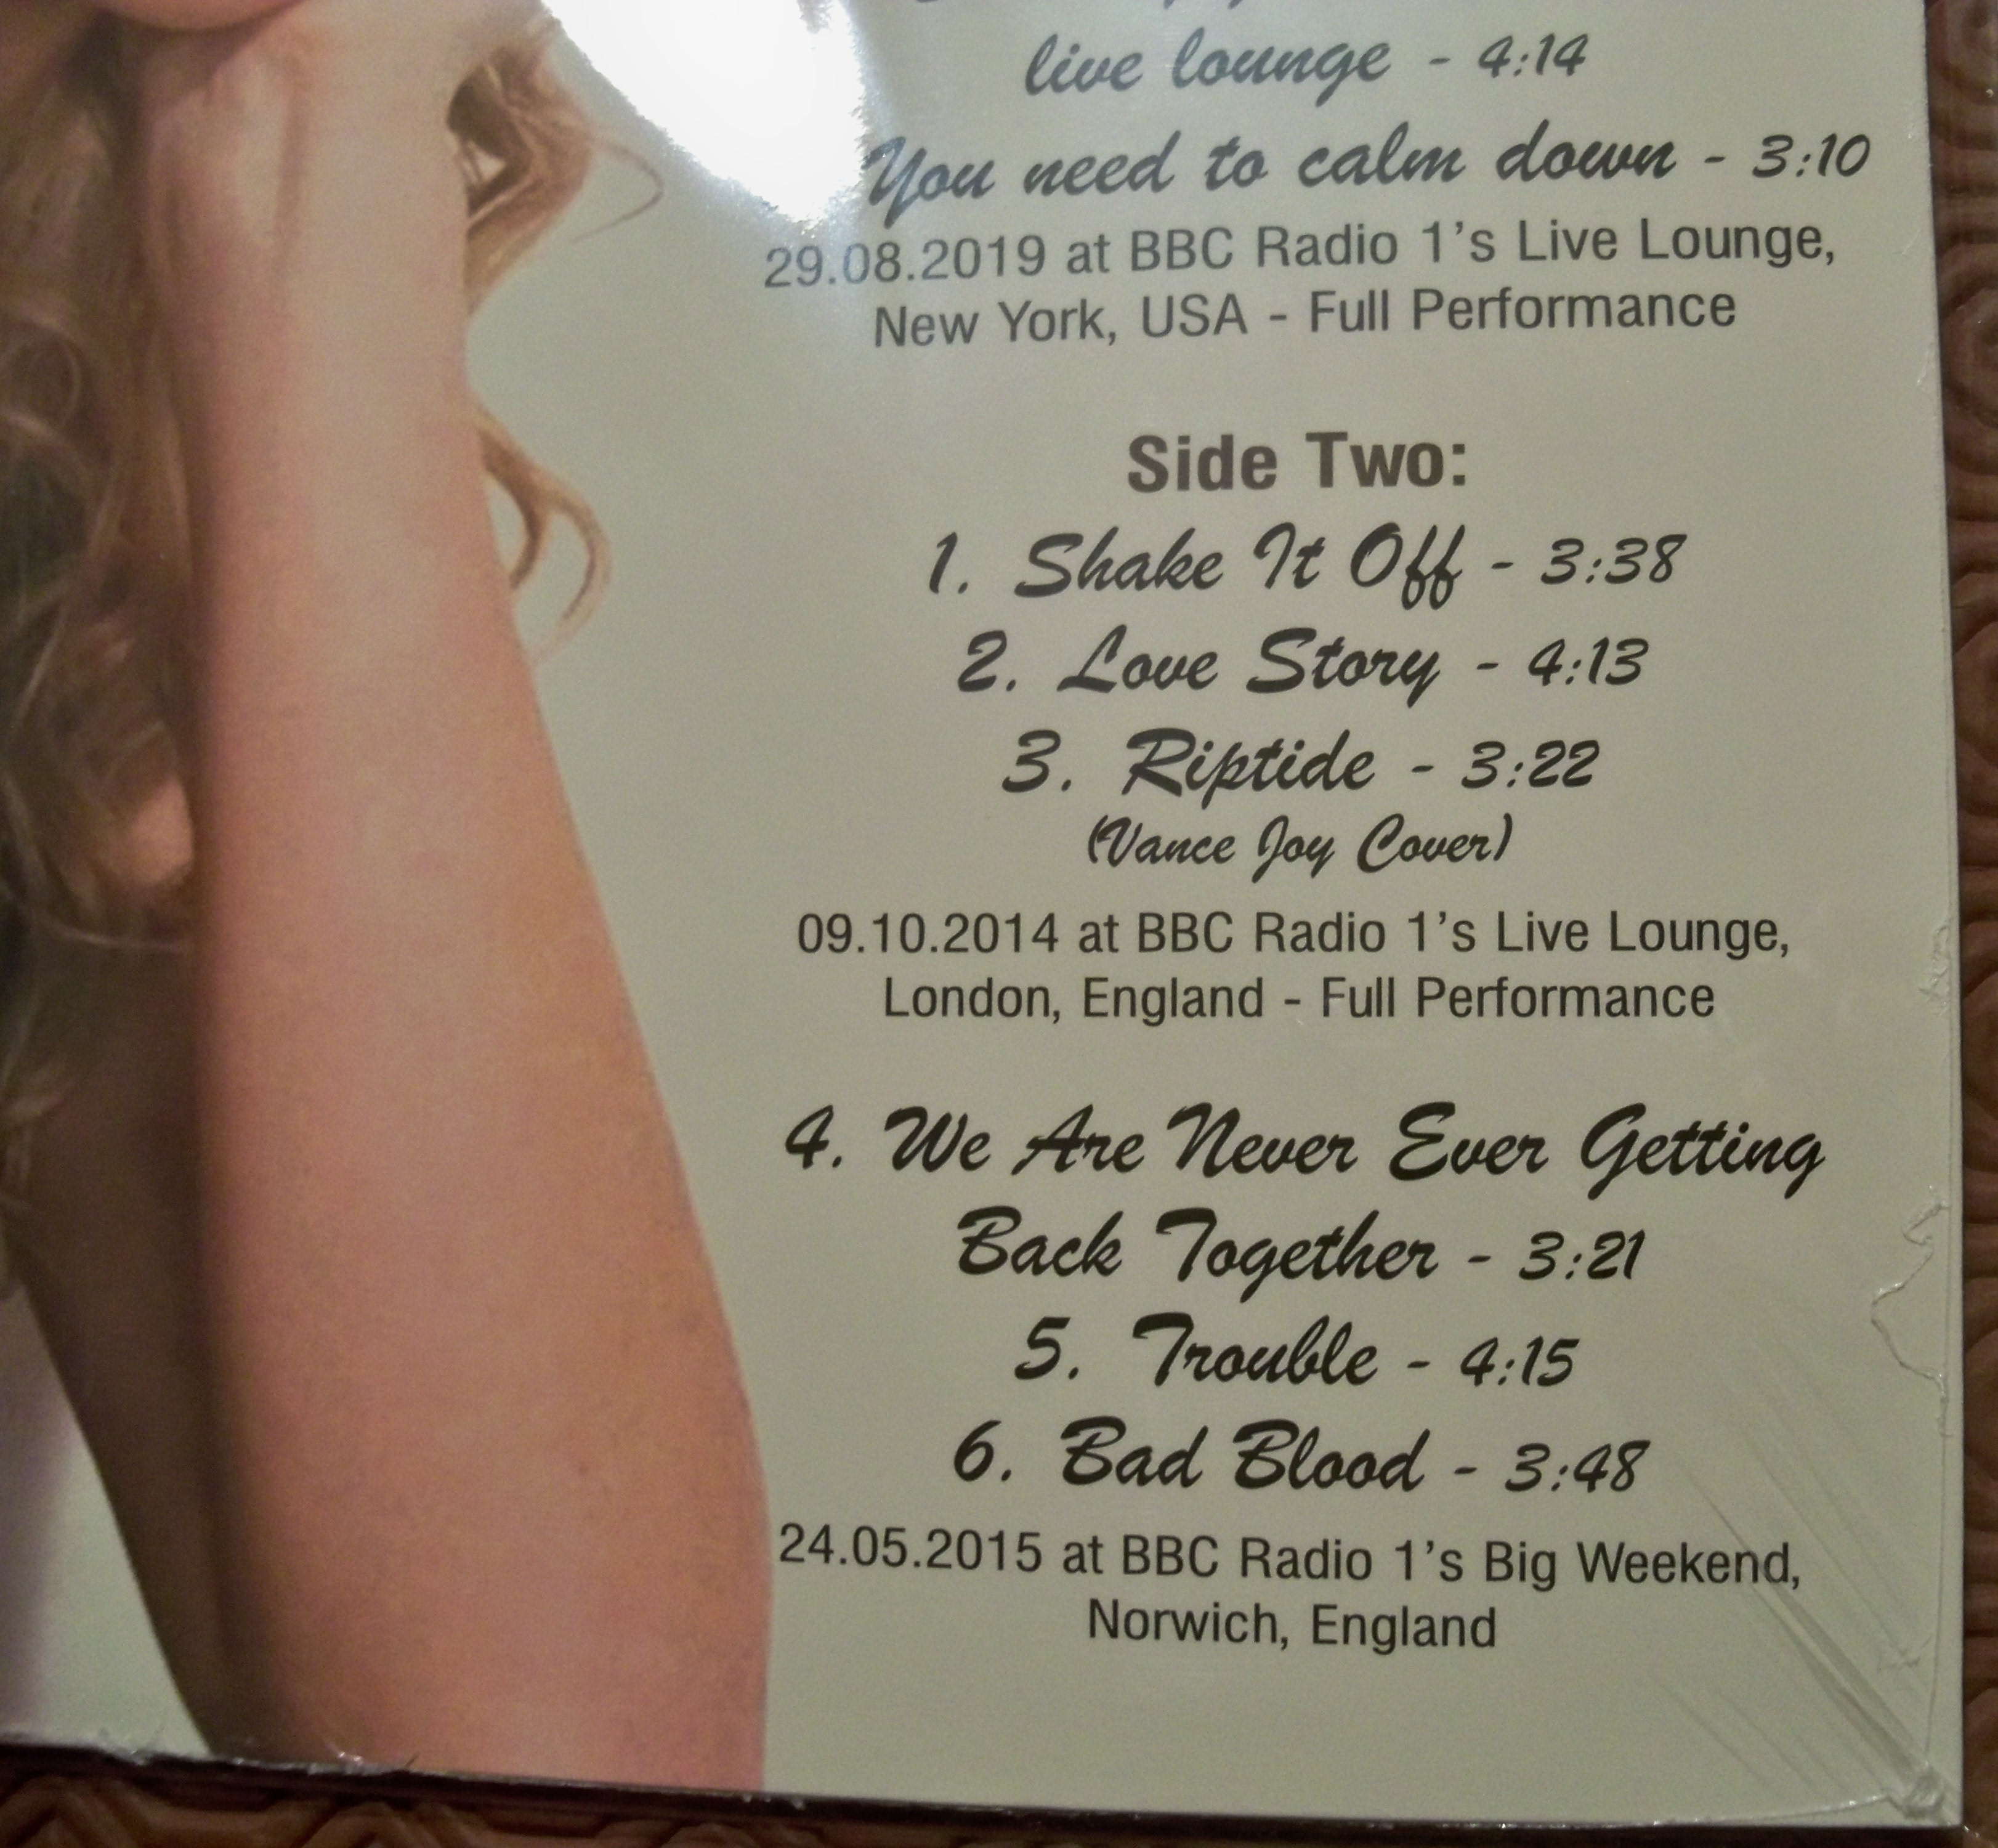 live lounge - 4:14
You need to calm down - 3:10
29.08.2019 at BBC Radio 1's Live Lounge,
New York, USA - Full Performance
Side Two:
1. Shake It Off - 3:38
2. Love Story - 4:13
3. Riptide - 3:22
(Vance Joy Cover)
09.10.2014 at BBC Radio 1's Live Lounge,
London, England - Full Performance
4. We Are Never Ever Getting
Back Together - 3:21
5. Trouble - 4:15
6. Bad Blood - 3:48
24.05.2015 at BBC Radio 1's Big Weekend,
Norwich, England